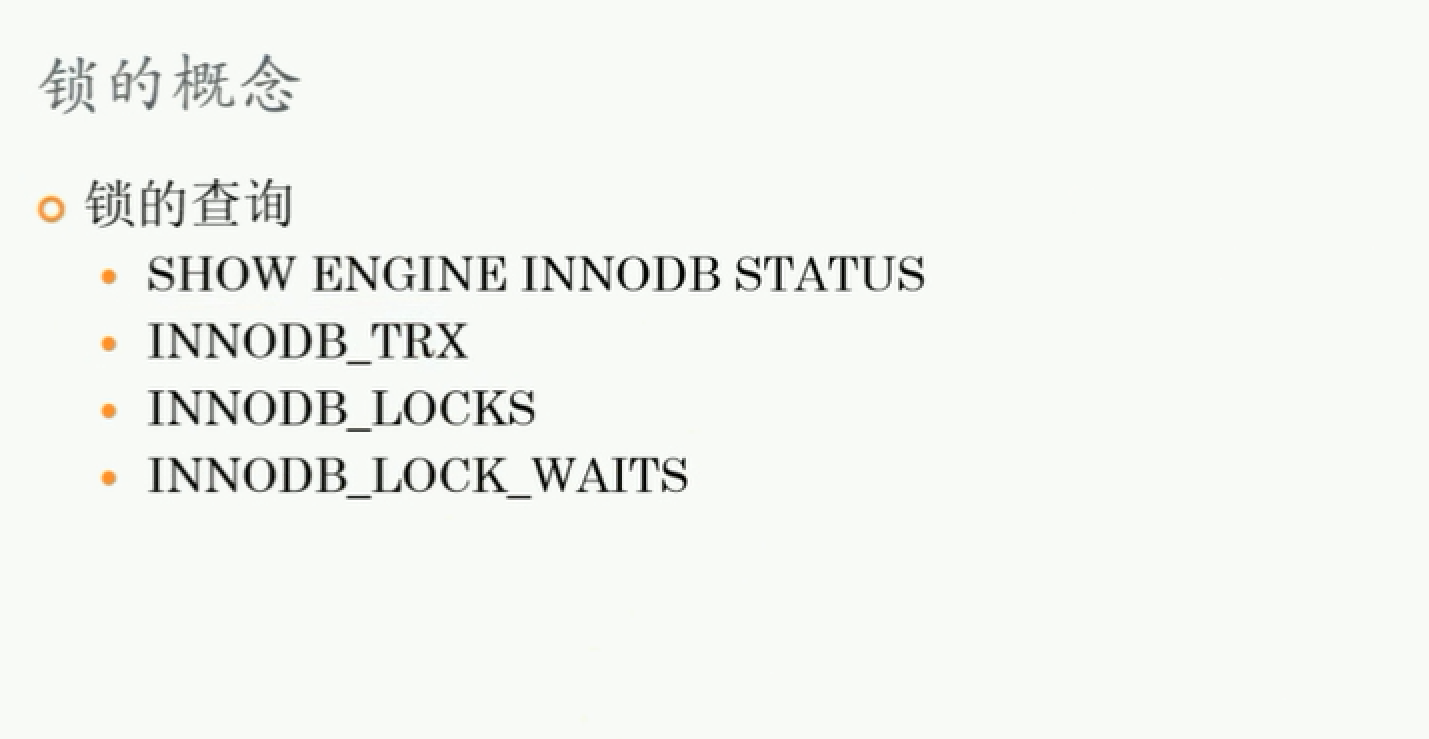 锁的概念
锁的查询
SHOW ENGINE INNODB STATUS
INNODB_TRX
INNODB_LOCKS
INNODB_LOCK_WAITS